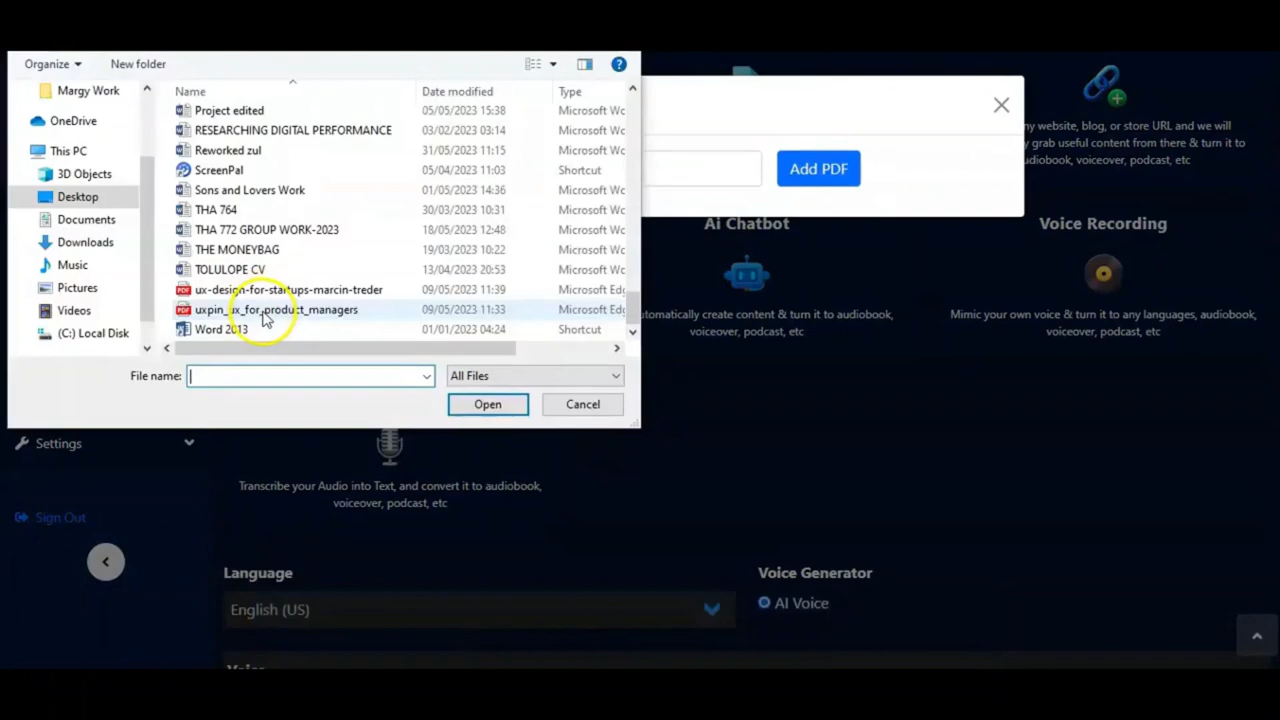 Organize
New folder
Margy Work
OneDrive
This PC
3D Objects
Desktop
Documents
Downloads
Music
Pictures
Videos
(C:) Local Disk
Name Date modified Type
Project edited 05/05/2023 15:38 Microsoft Wc
RESEARCHING DIGITAL PERFORMANCE 03/02/2023 03:14 Microsoft Wc
Reworked zul 31/05/2023 11:15 Microsoft Wc
ScreenPal 05/04/2023 11:03 Shortcut
Sons and Lovers Work 01/05/2023 14:36 Microsoft Wc
THA 764 30/03/2023 10:31 Microsoft Wc
THA 772 GROUP WORK-2023 18/05/2023 12:48 Microsoft Wc
THE MONEYBAG 19/03/2023 10:22 Microsoft Wc
TOLULOPE CV 13/04/2023 20:53 Microsoft Wc
PDF ux-design-for-startups-marcin-treder 09/05/2023 11:39 Microsoft Edg
PDF uxpin_ux_for_product_managers 09/05/2023 11:33 Microsoft Edg
Word 2013 01/01/2023 04:24 Shortcut
File name:
All Files
Open
Cancel
Add PDF
ny website, blog, or store URL and we will
y grab useful content from there & turn it to
audiobook, voiceover, podcast, etc
Ai Chatbot
utomatically create content & turn it to audiobook,
voiceover, podcast, etc
Voice Recording
Mimic your own voice & turn it to any languages, audiobook,
voiceover, podcast, etc
Settings
Sign Out
Transcribe your Audio into Text, and convert it to audiobook,
voiceover, podcast, etc
Language
English (US)
Voice Generator
AI Voice